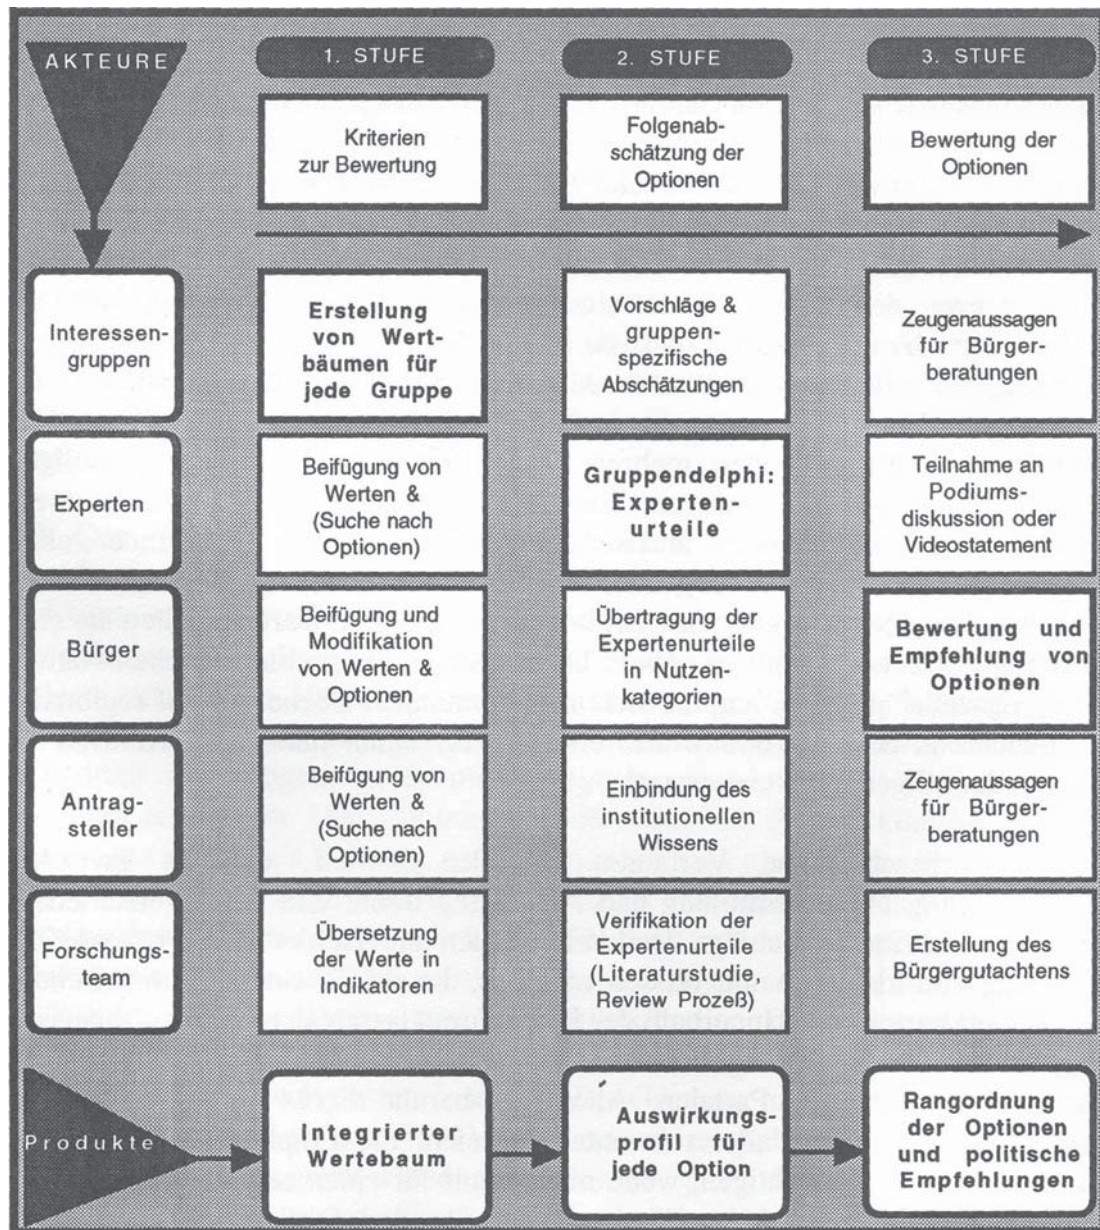 AKTEURE
1. STUFE
2. STUFE
3. STUFE
Kriterien
zur Bewertung
Folgenab-
schätzung der
Optionen
Bewertung der
Optionen
Interessen-
gruppen
Erstellung
von Wert-
bäumen für
jede Gruppe
Vorschläge &
gruppen-
spezifische
Abschätzungen
Zeugenaussagen
für Bürger-
beratungen
Experten
Beifügung von
Werten &
(Suche nach
Optionen)
Gruppendelphi:
Experten-
urteile
Teilnahme an
Podiums-
diskussion oder
Videostatement
Bürger
Beifügung und
Modifikation
von Werten &
Optionen
Übertragung der
Expertenurteile
in Nutzen-
kategorien
Bewertung und
Empfehlung von
Optionen
Antrag-
steller
Beifügung von
Werten &
(Suche nach
Optionen)
Einbindung des
institutionellen
Wissens
Zeugenaussagen
für Bürger-
beratungen
Forschungs-
team
Übersetzung
der Werte in
Indikatoren
Verifikation der
Expertenurteile
(Literaturstudie,
Review Prozeß)
Erstellung des
Bürgergutachtens
Produkte
Integrierter
Wertebaum
Auswirkungs-
profil für
jede Option
Rangordnung
der Optionen
und politische
Empfehlungen